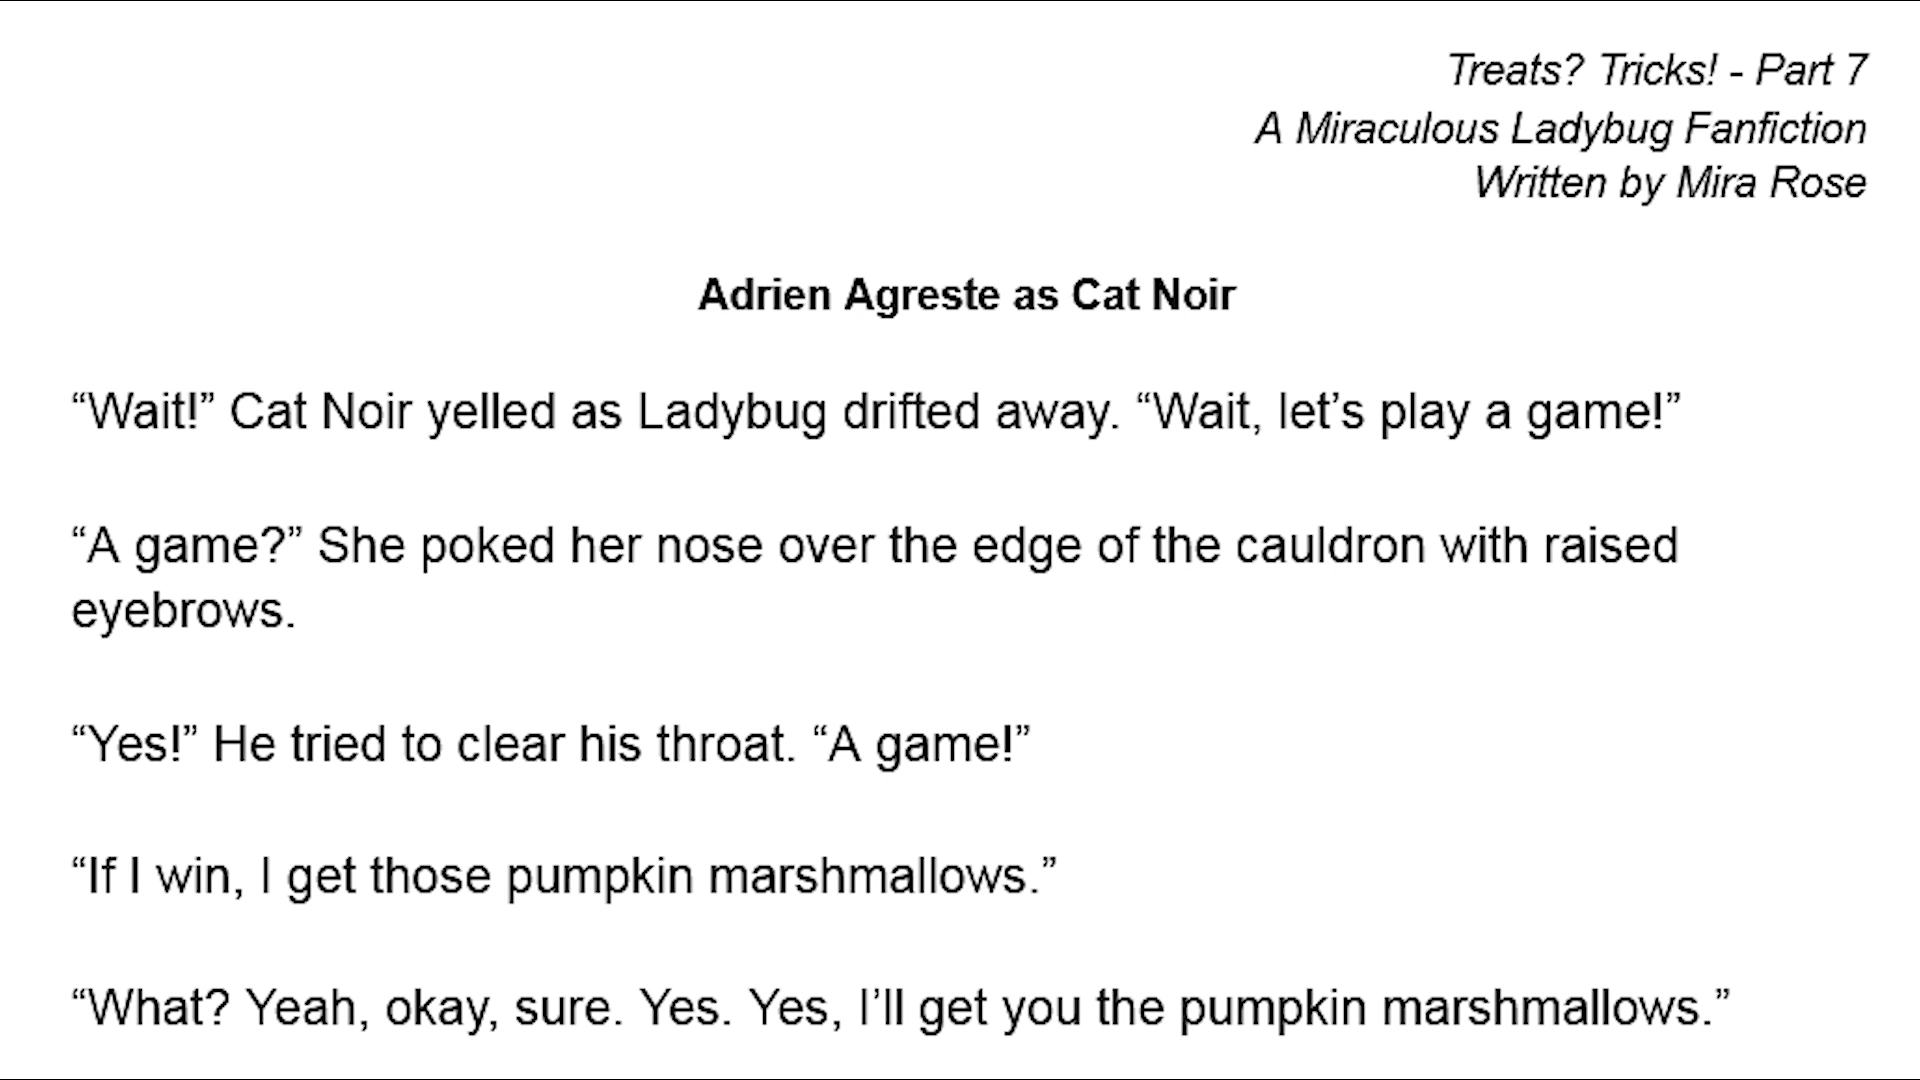 Treats? Tricks! - Part 7
A Miraculous Ladybug Fanfiction
Written by Mira Rose
Adrien Agreste as Cat Noir
“Wait!” Cat Noir yelled as Ladybug drifted away. “Wait, let’s play a game!”
“A game?” She poked her nose over the edge of the cauldron with raised
eyebrows.
“Yes!” He tried to clear his throat. “A game!”
“If I win, I get those pumpkin marshmallows.”
“What? Yeah, okay, sure. Yes. Yes, I’ll get you the pumpkin marshmallows.”